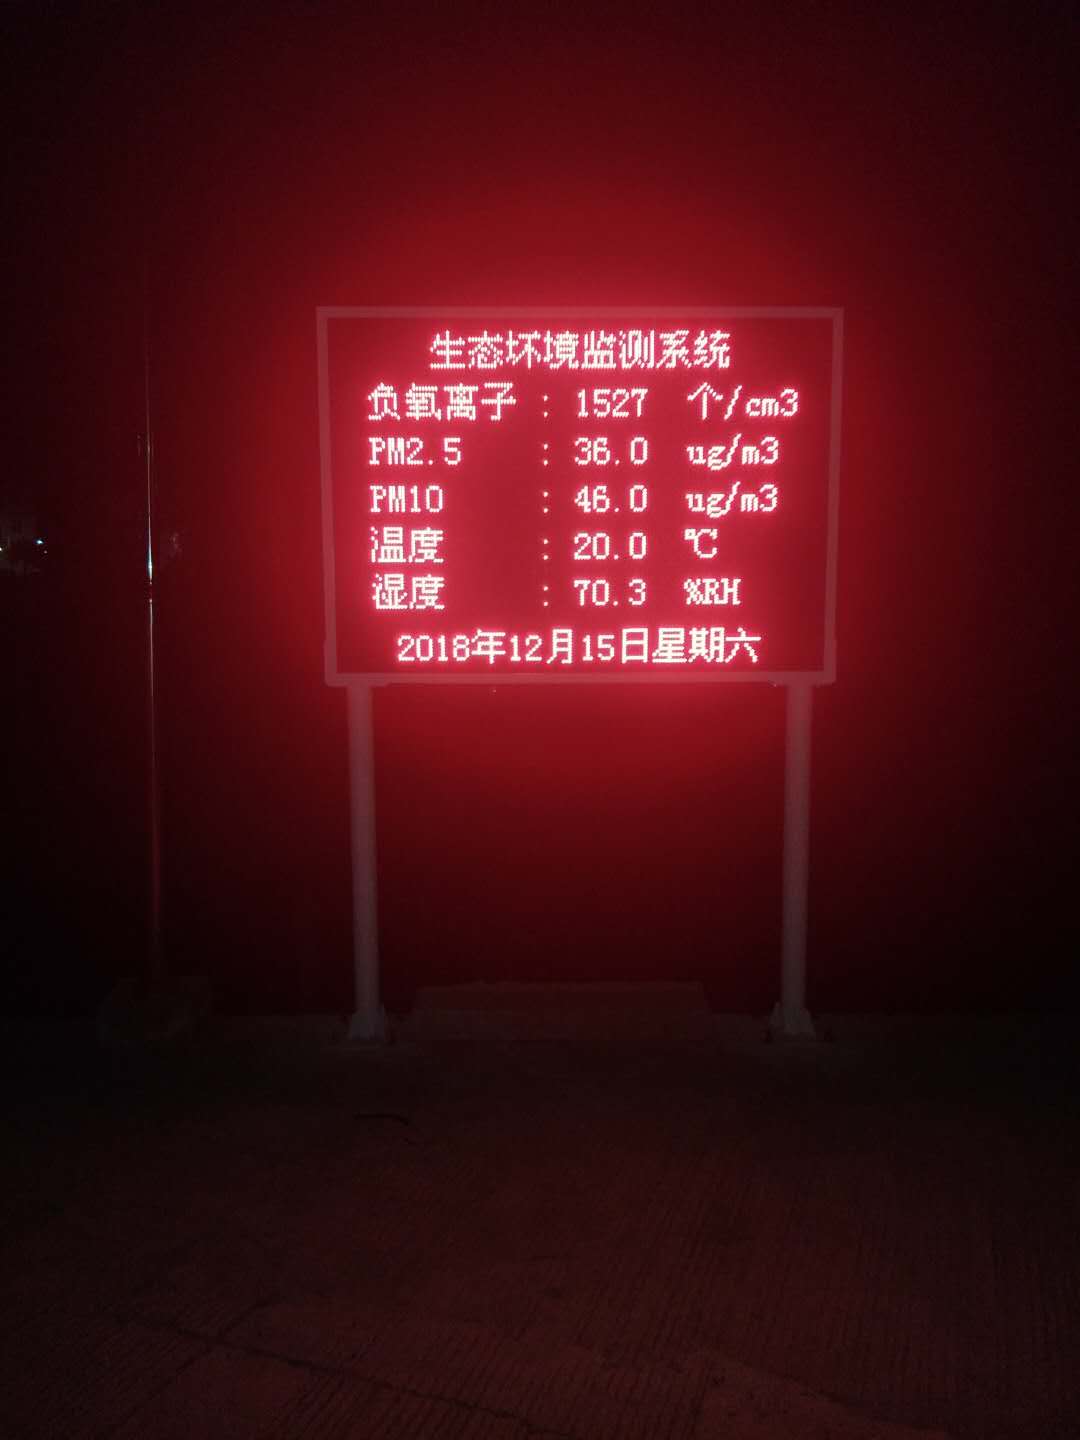 生态环境监测系统
负氧离子 : 1527 个/cm3
PM2.5 : 36.0 ug/m3
PM10 : 46.0 ug/m3
温度 : 20.0 ℃
湿度 : 70.3 %RH
2018年12月15日星期六